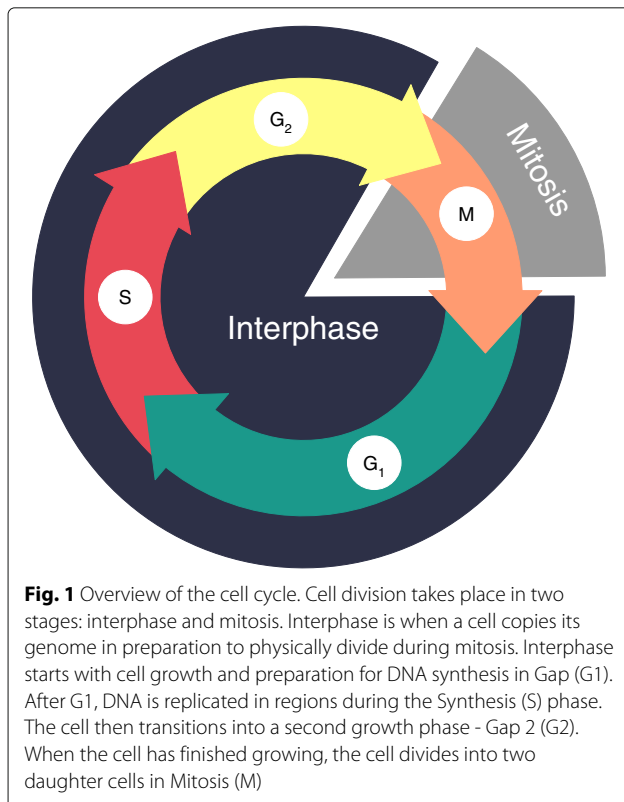 G2
Mitosis
M
S
Interphase
G1
Fig. 1 Overview of the cell cycle. Cell division takes place in two
stages: interphase and mitosis. Interphase is when a cell copies its
genome in preparation to physically divide during mitosis. Interphase
starts with cell growth and preparation for DNA synthesis in Gap (G1).
After G1, DNA is replicated in regions during the Synthesis (S) phase.
The cell then transitions into a second growth phase - Gap 2 (G2).
When the cell has finished growing, the cell divides into two
daughter cells in Mitosis (M)